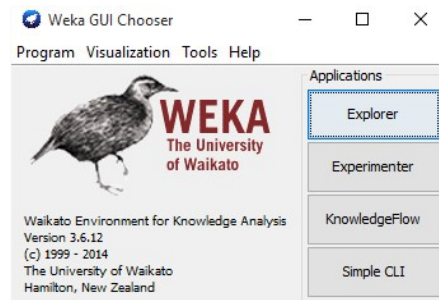 Weka GUI Chooser
Program Visualization Tools Help
Applications
WEKA
The University
of Waikato
Explorer
Experimenter
KnowledgeFlow
Simple CLI
Waikato Environment for Knowledge Analysis
Version 3.6.12
(c) 1999 - 2014
The University of Waikato
Hamilton, New Zealand